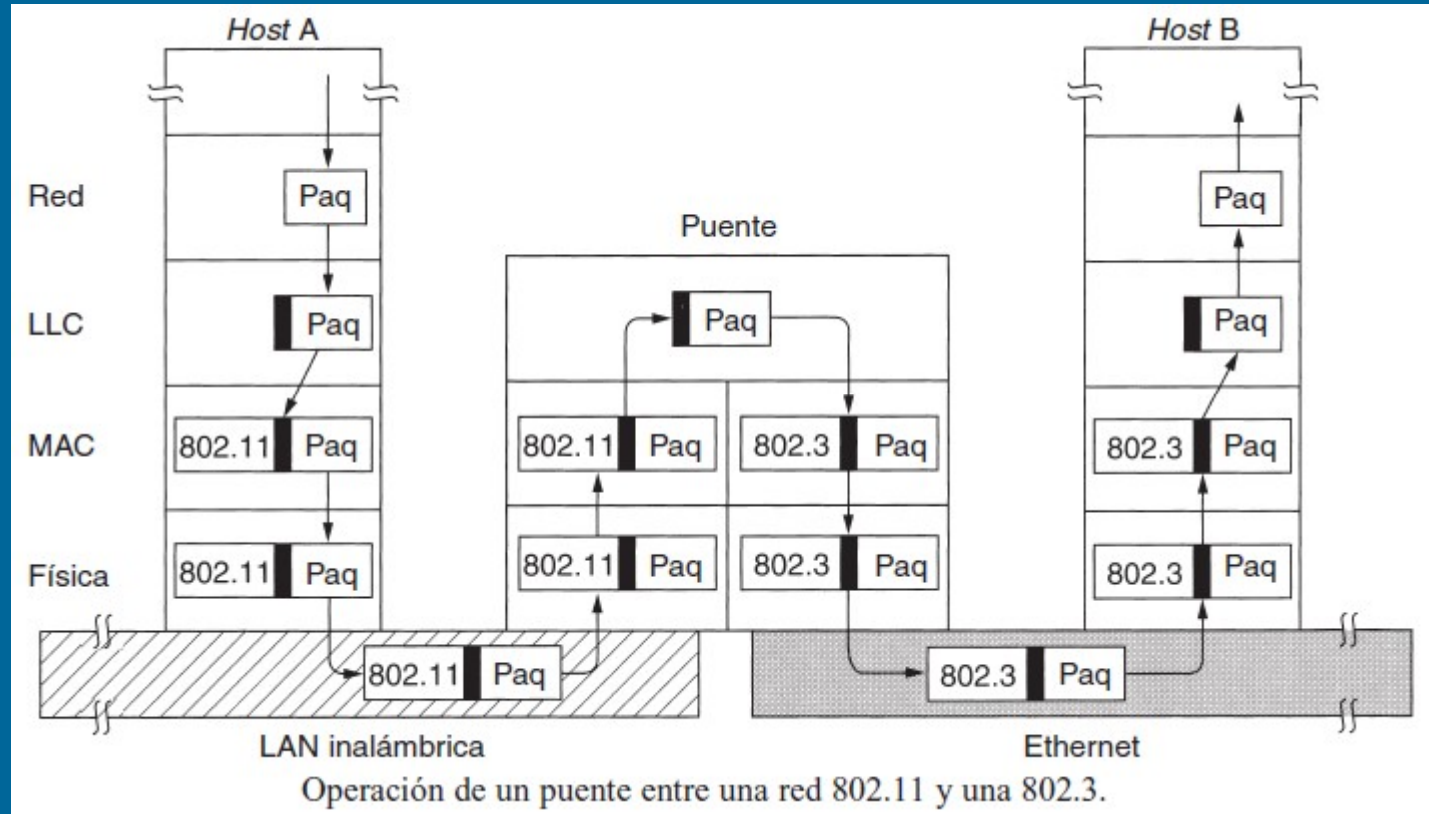 Host A
Host B
Red
Paq
Paq
Puente
LLC
Paq
Paq
Paq
MAC
802.11 Paq
802.11 Paq
802.3 Paq
802.3 Paq
Física
802.11 Paq
802.11 Paq
802.3 Paq
802.3 Paq
802.11 Paq
802.3 Paq
LAN inalámbrica
Ethernet
Operación de un puente entre una red 802.11 y una 802.3.